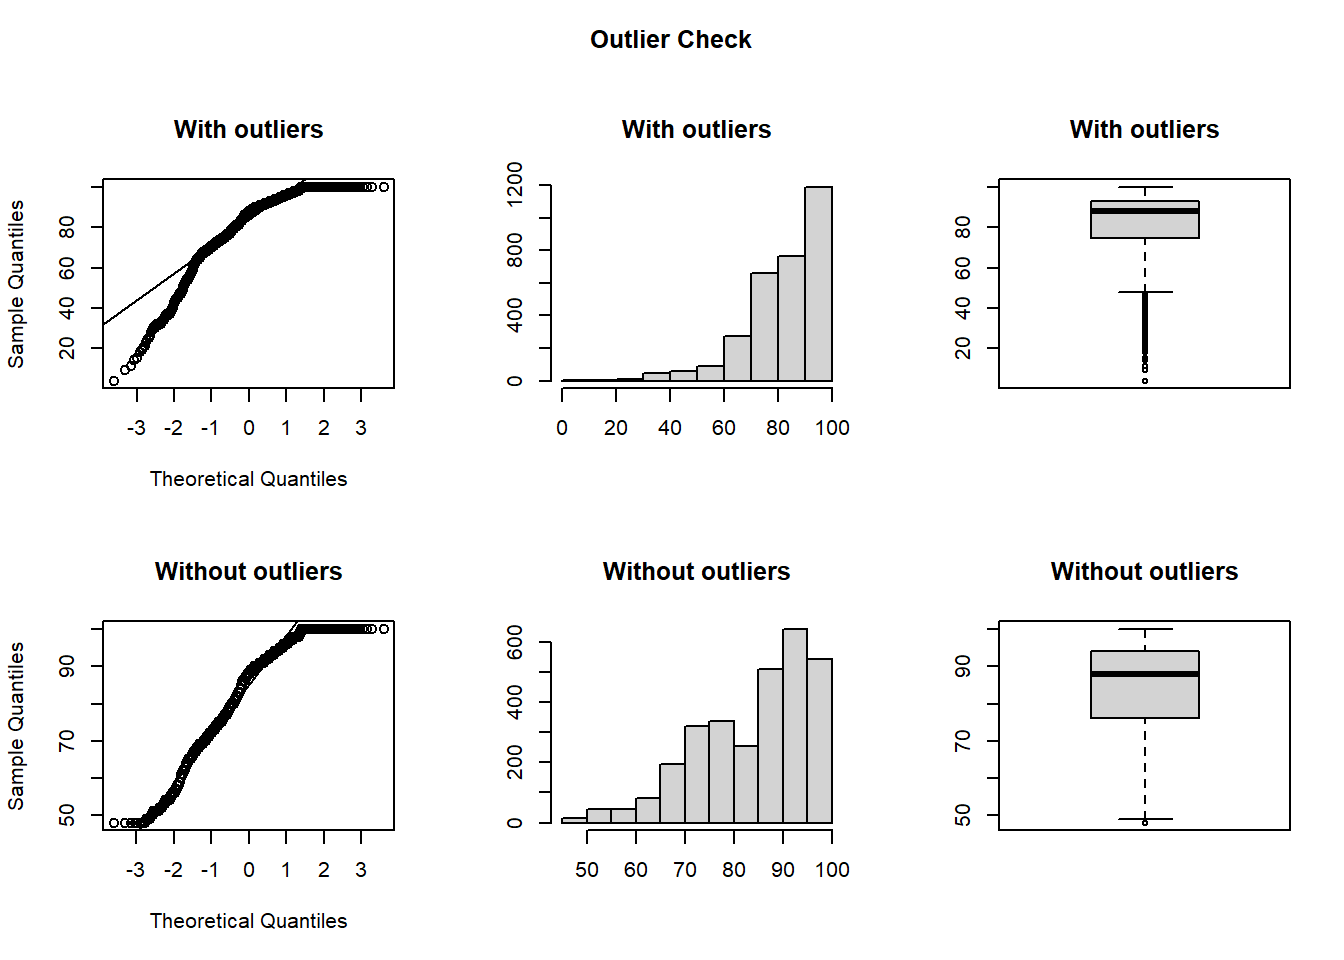 Outlier Check
With outliers
With outliers
With outliers
Sample Quantiles
20 40 60 80
-3 -2 -1 0 1 2 3
Theoretical Quantiles
0 400 800 1200
0 20 40 60 80 100
20 40 60 80
Without outliers
Without outliers
Without outliers
Sample Quantiles
50 70 90
-3 -2 -1 0 1 2 3
Theoretical Quantiles
0 200 400 600
50 60 70 80 90 100
50 70 90